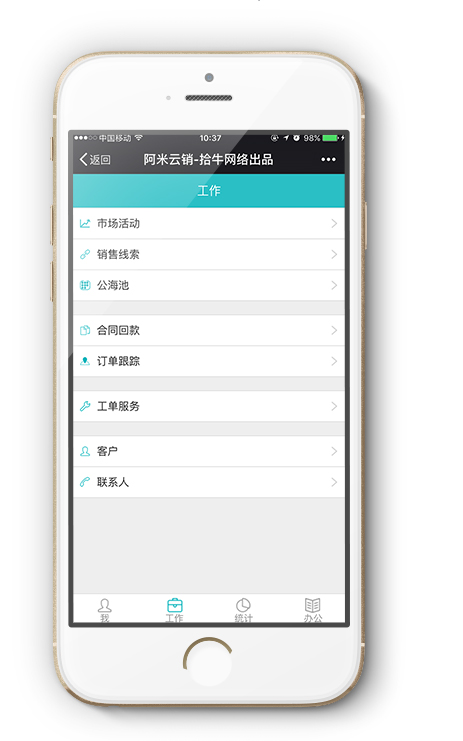 中国移动 10:37 98%
返回 阿米云销-拾牛网络出品
工作
市场活动
销售线索
公海池
合同回款
订单跟踪
工单服务
客户
联系人
我 工作 统计 办公